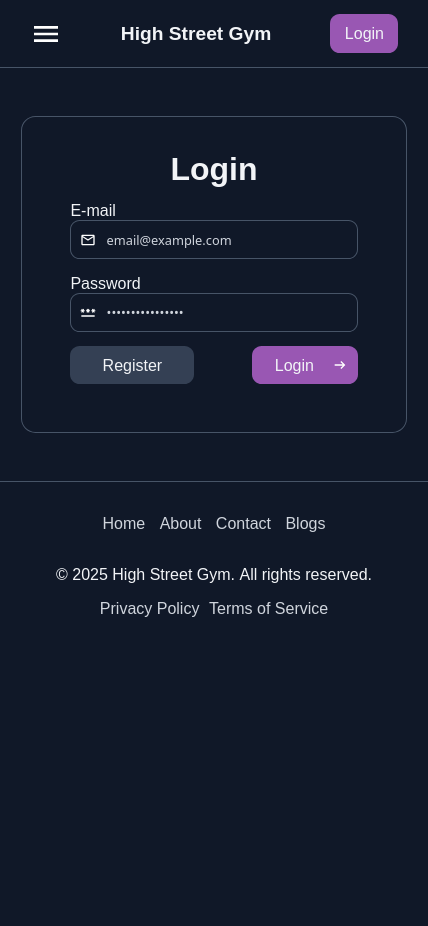 High Street Gym Login
Login
E-mail
email@example.com
Password
••••••••••••••••
Register Login →
Home About Contact Blogs
© 2025 High Street Gym. All rights reserved.
Privacy Policy Terms of Service